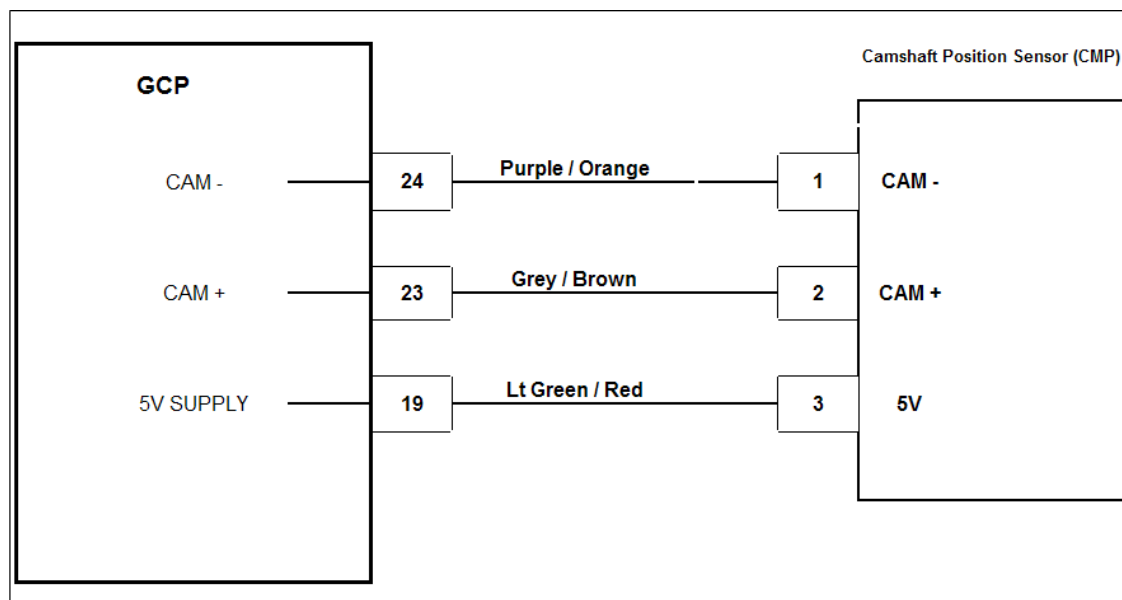 Camshaft Position Sensor (CMP)
GCP
CAM - 24 Purple / Orange 1 CAM -
CAM + 23 Grey / Brown 2 CAM +
5V SUPPLY 19 Lt Green / Red 3 5V